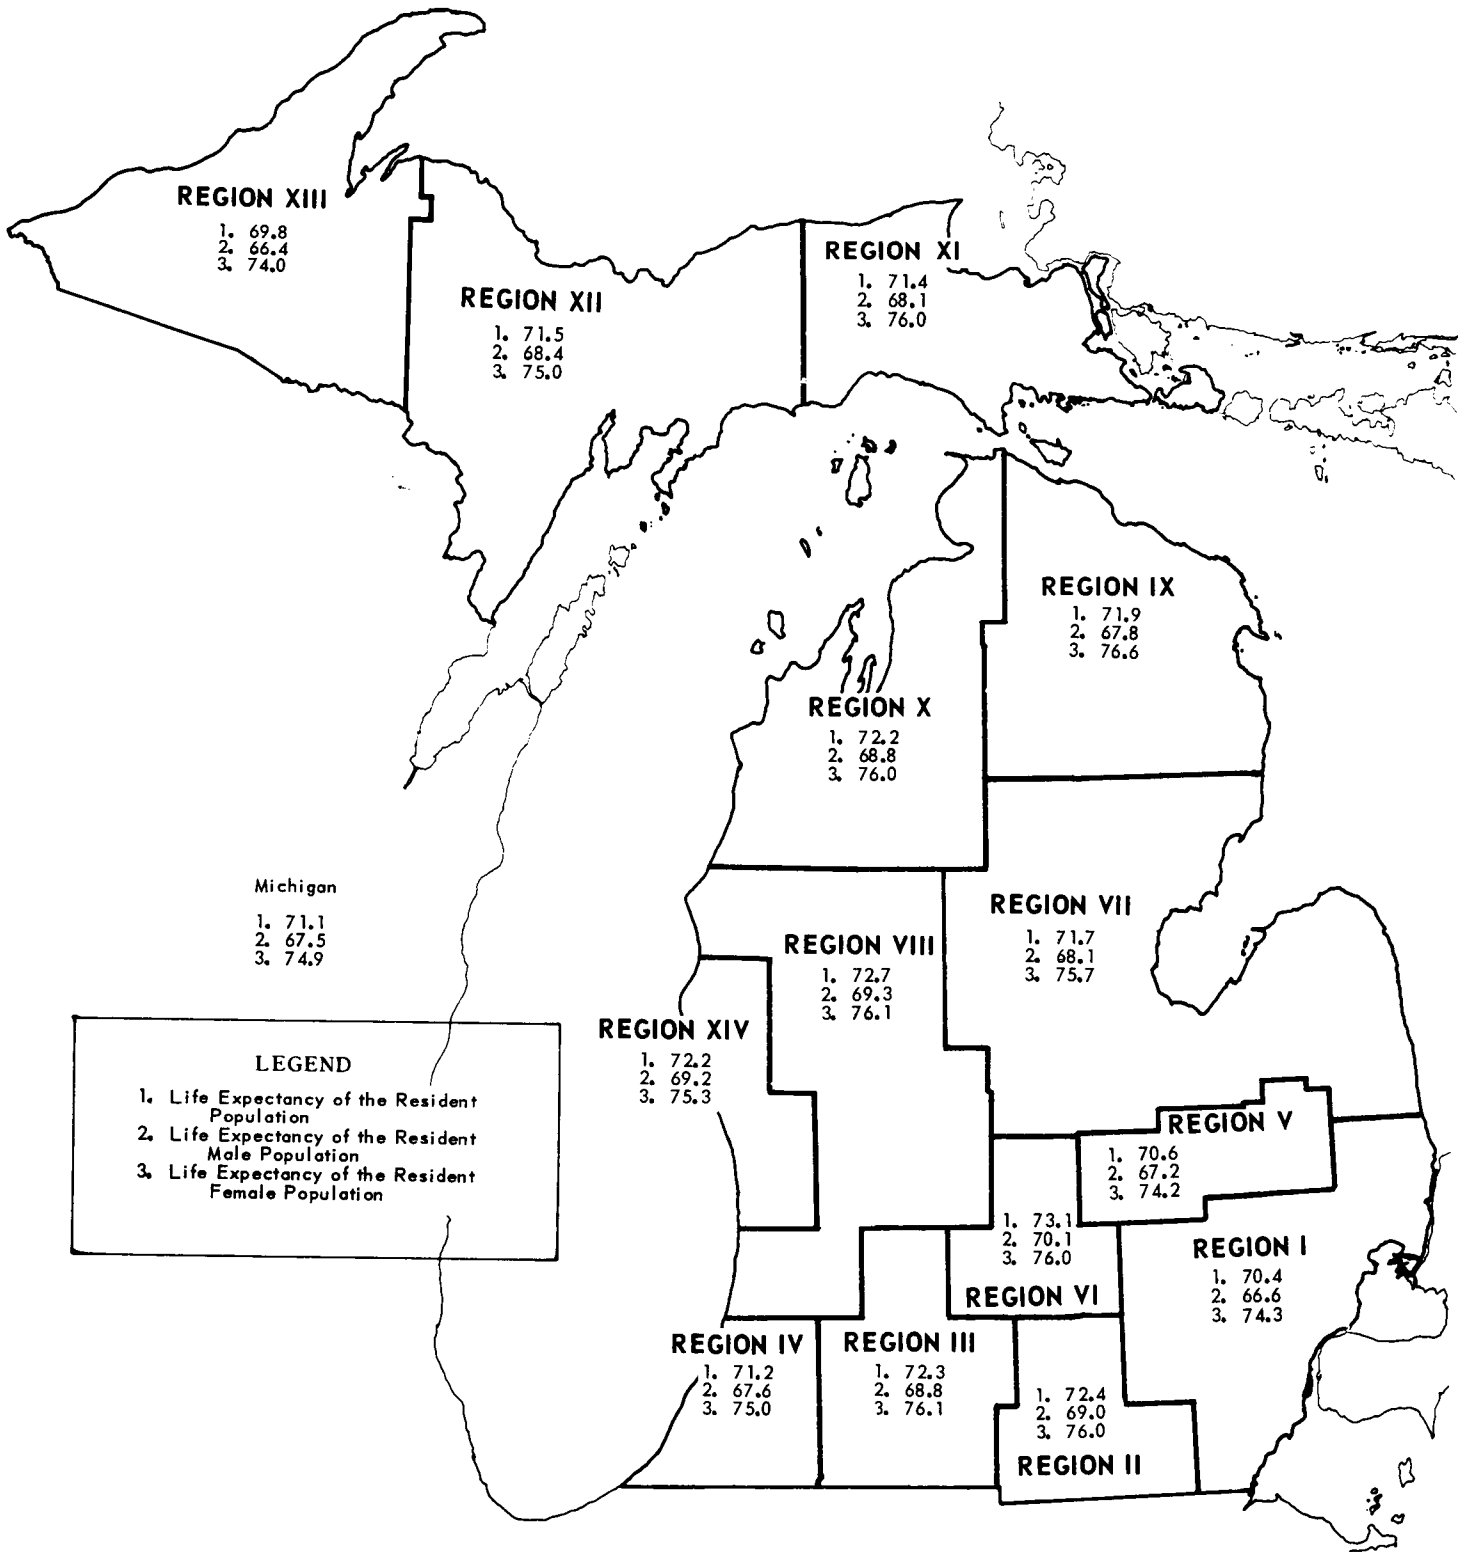 REGION XIII
1. 69.8
2. 66.4
3. 74.0
REGION XII
1. 71.5
2. 68.4
3. 75.0
REGION XI
1. 71.4
2. 68.1
3. 76.0
REGION IX
1. 71.9
2. 67.8
3. 76.6
REGION X
1. 72.2
2. 68.8
3. 76.0
Michigan
1. 71.1
2. 67.5
3. 74.9
REGION VII
1. 71.7
2. 68.1
3. 75.7
REGION VIII
1. 72.7
2. 69.3
3. 76.1
REGION XIV
1. 72.2
2. 69.2
3. 75.3
LEGEND
1. Life Expectancy of the Resident
Population
2. Life Expectancy of the Resident
Male Population
3. Life Expectancy of the Resident
Female Population
REGION V
1. 70.6
2. 67.2
3. 74.2
1. 73.1
2. 70.1
3. 76.0
REGION VI
REGION I
1. 70.4
2. 66.6
3. 74.3
REGION IV
1. 71.2
2. 67.6
3. 75.0
REGION III
1. 72.3
2. 68.8
3. 76.1
1. 72.4
2. 69.0
3. 76.0
REGION II